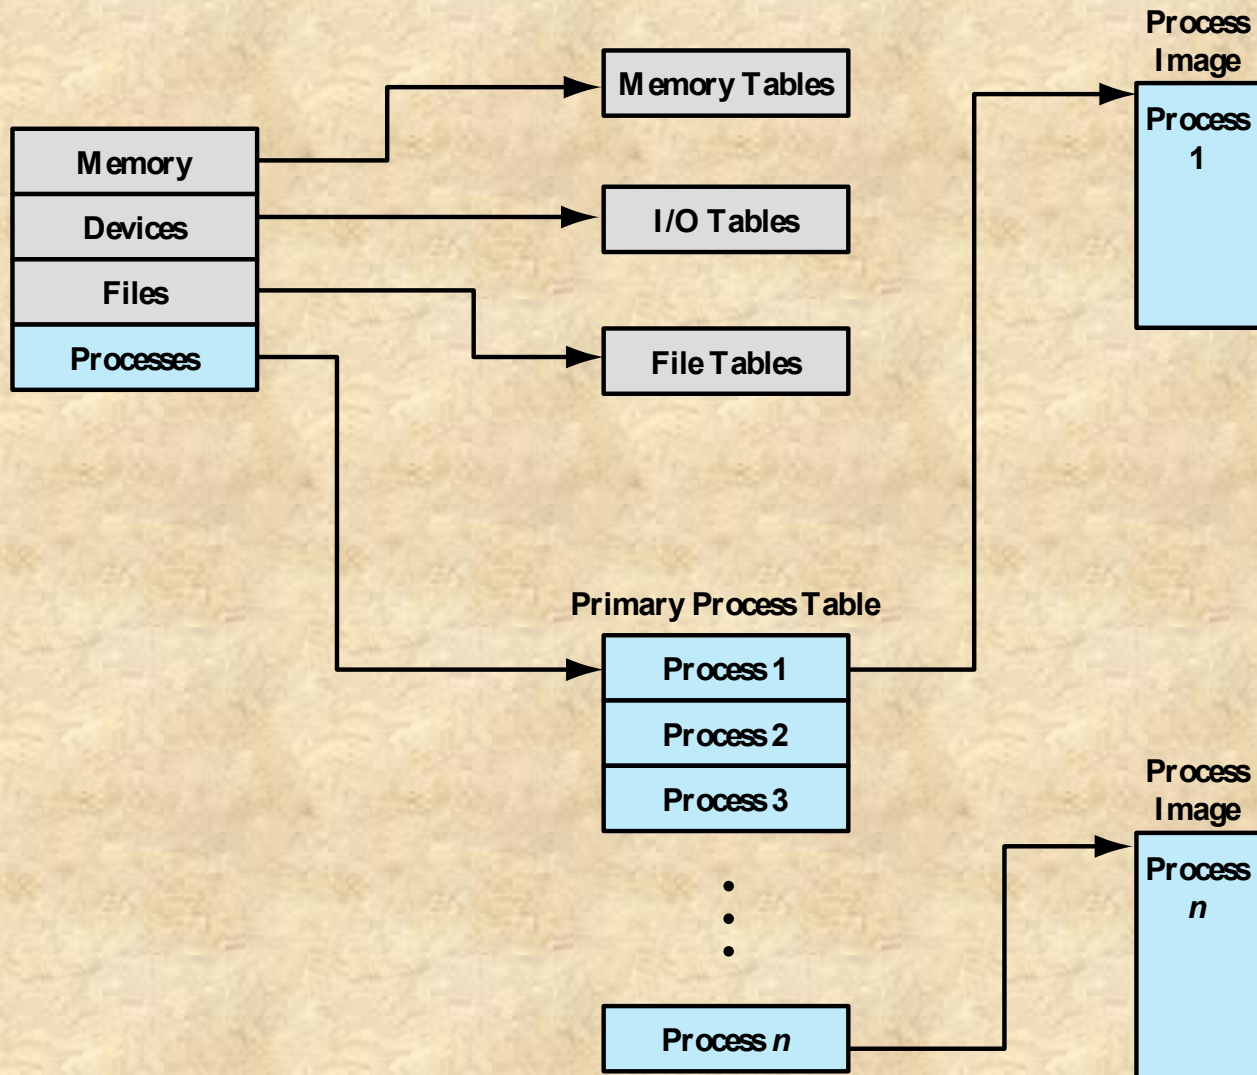 Memory
Devices
Files
Processes
Memory Tables
I/O Tables
File Tables
Primary Process Table
Process 1
Process 2
Process 3
Process n
Process
Image
Process
1
Process
Image
Process
n